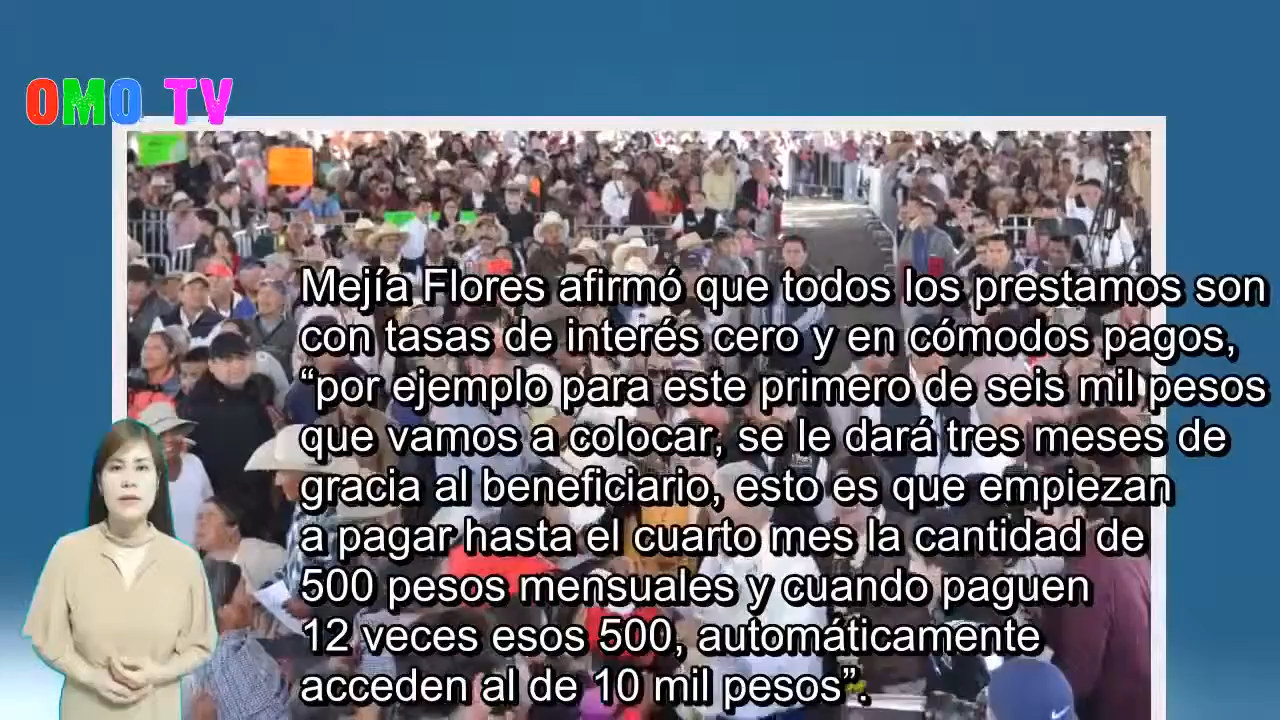 OMO TV
Mejía Flores afirmó que todos los prestamos son
con tasas de interés cero y en cómodos pagos,
“por ejemplo para este primero de seis mil pesos
que vamos a colocar, se le dará tres meses de
gracia al beneficiario, esto es que empiezan
a pagar hasta el cuarto mes la cantidad de
500 pesos mensuales y cuando paguen
12 veces esos 500, automáticamente
acceden al de 10 mil pesos”.